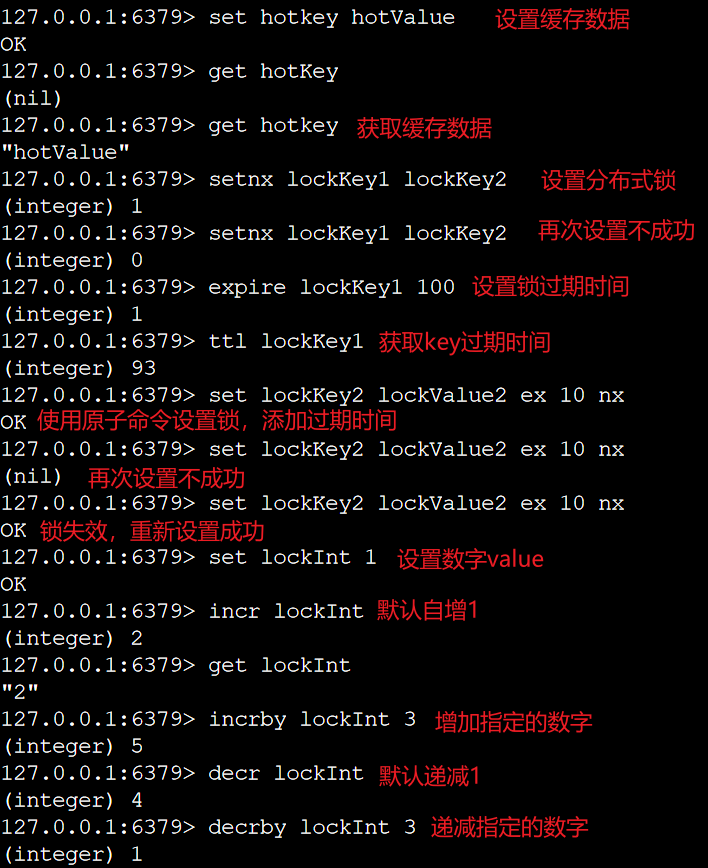 127.0.0.1:6379> set hotkey hotValue 设置缓存数据
OK
127.0.0.1:6379> get hotKey
(nil)
127.0.0.1:6379> get hotkey 获取缓存数据
"hotValue"
127.0.0.1:6379> setnx lockKey1 lockKey2 设置分布式锁
(integer) 1
127.0.0.1:6379> setnx lockKey1 lockKey2 再次设置不成功
(integer) 0
127.0.0.1:6379> expire lockKey1 100 设置锁过期时间
(integer) 1
127.0.0.1:6379> ttl lockKey1 获取key过期时间
(integer) 93
127.0.0.1:6379> set lockKey2 lockValue2 ex 10 nx
OK 使用原子命令设置锁，添加过期时间
127.0.0.1:6379> set lockKey2 lockValue2 ex 10 nx
(nil) 再次设置不成功
127.0.0.1:6379> set lockKey2 lockValue2 ex 10 nx
OK 锁失效，重新设置成功
127.0.0.1:6379> set lockInt 1 设置数字value
OK
127.0.0.1:6379> incr lockInt 默认自增1
(integer) 2
127.0.0.1:6379> get lockInt
"2"
127.0.0.1:6379> incrby lockInt 3 增加指定的数字
(integer) 5
127.0.0.1:6379> decr lockInt 默认递减1
(integer) 4
127.0.0.1:6379> decrby lockInt 3 递减指定的数字
(integer) 1